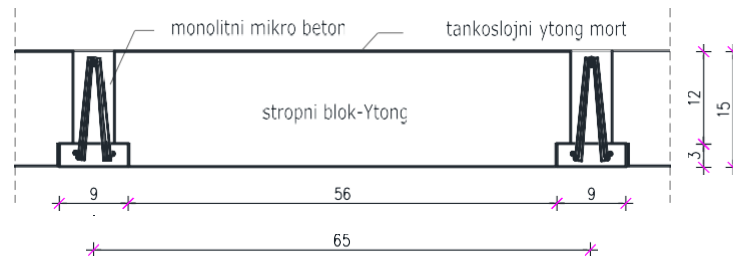 monolitni mikro beton
tankoslojni ytong mort
stropni blok-Ytong
12
15
3
9
56
9
65